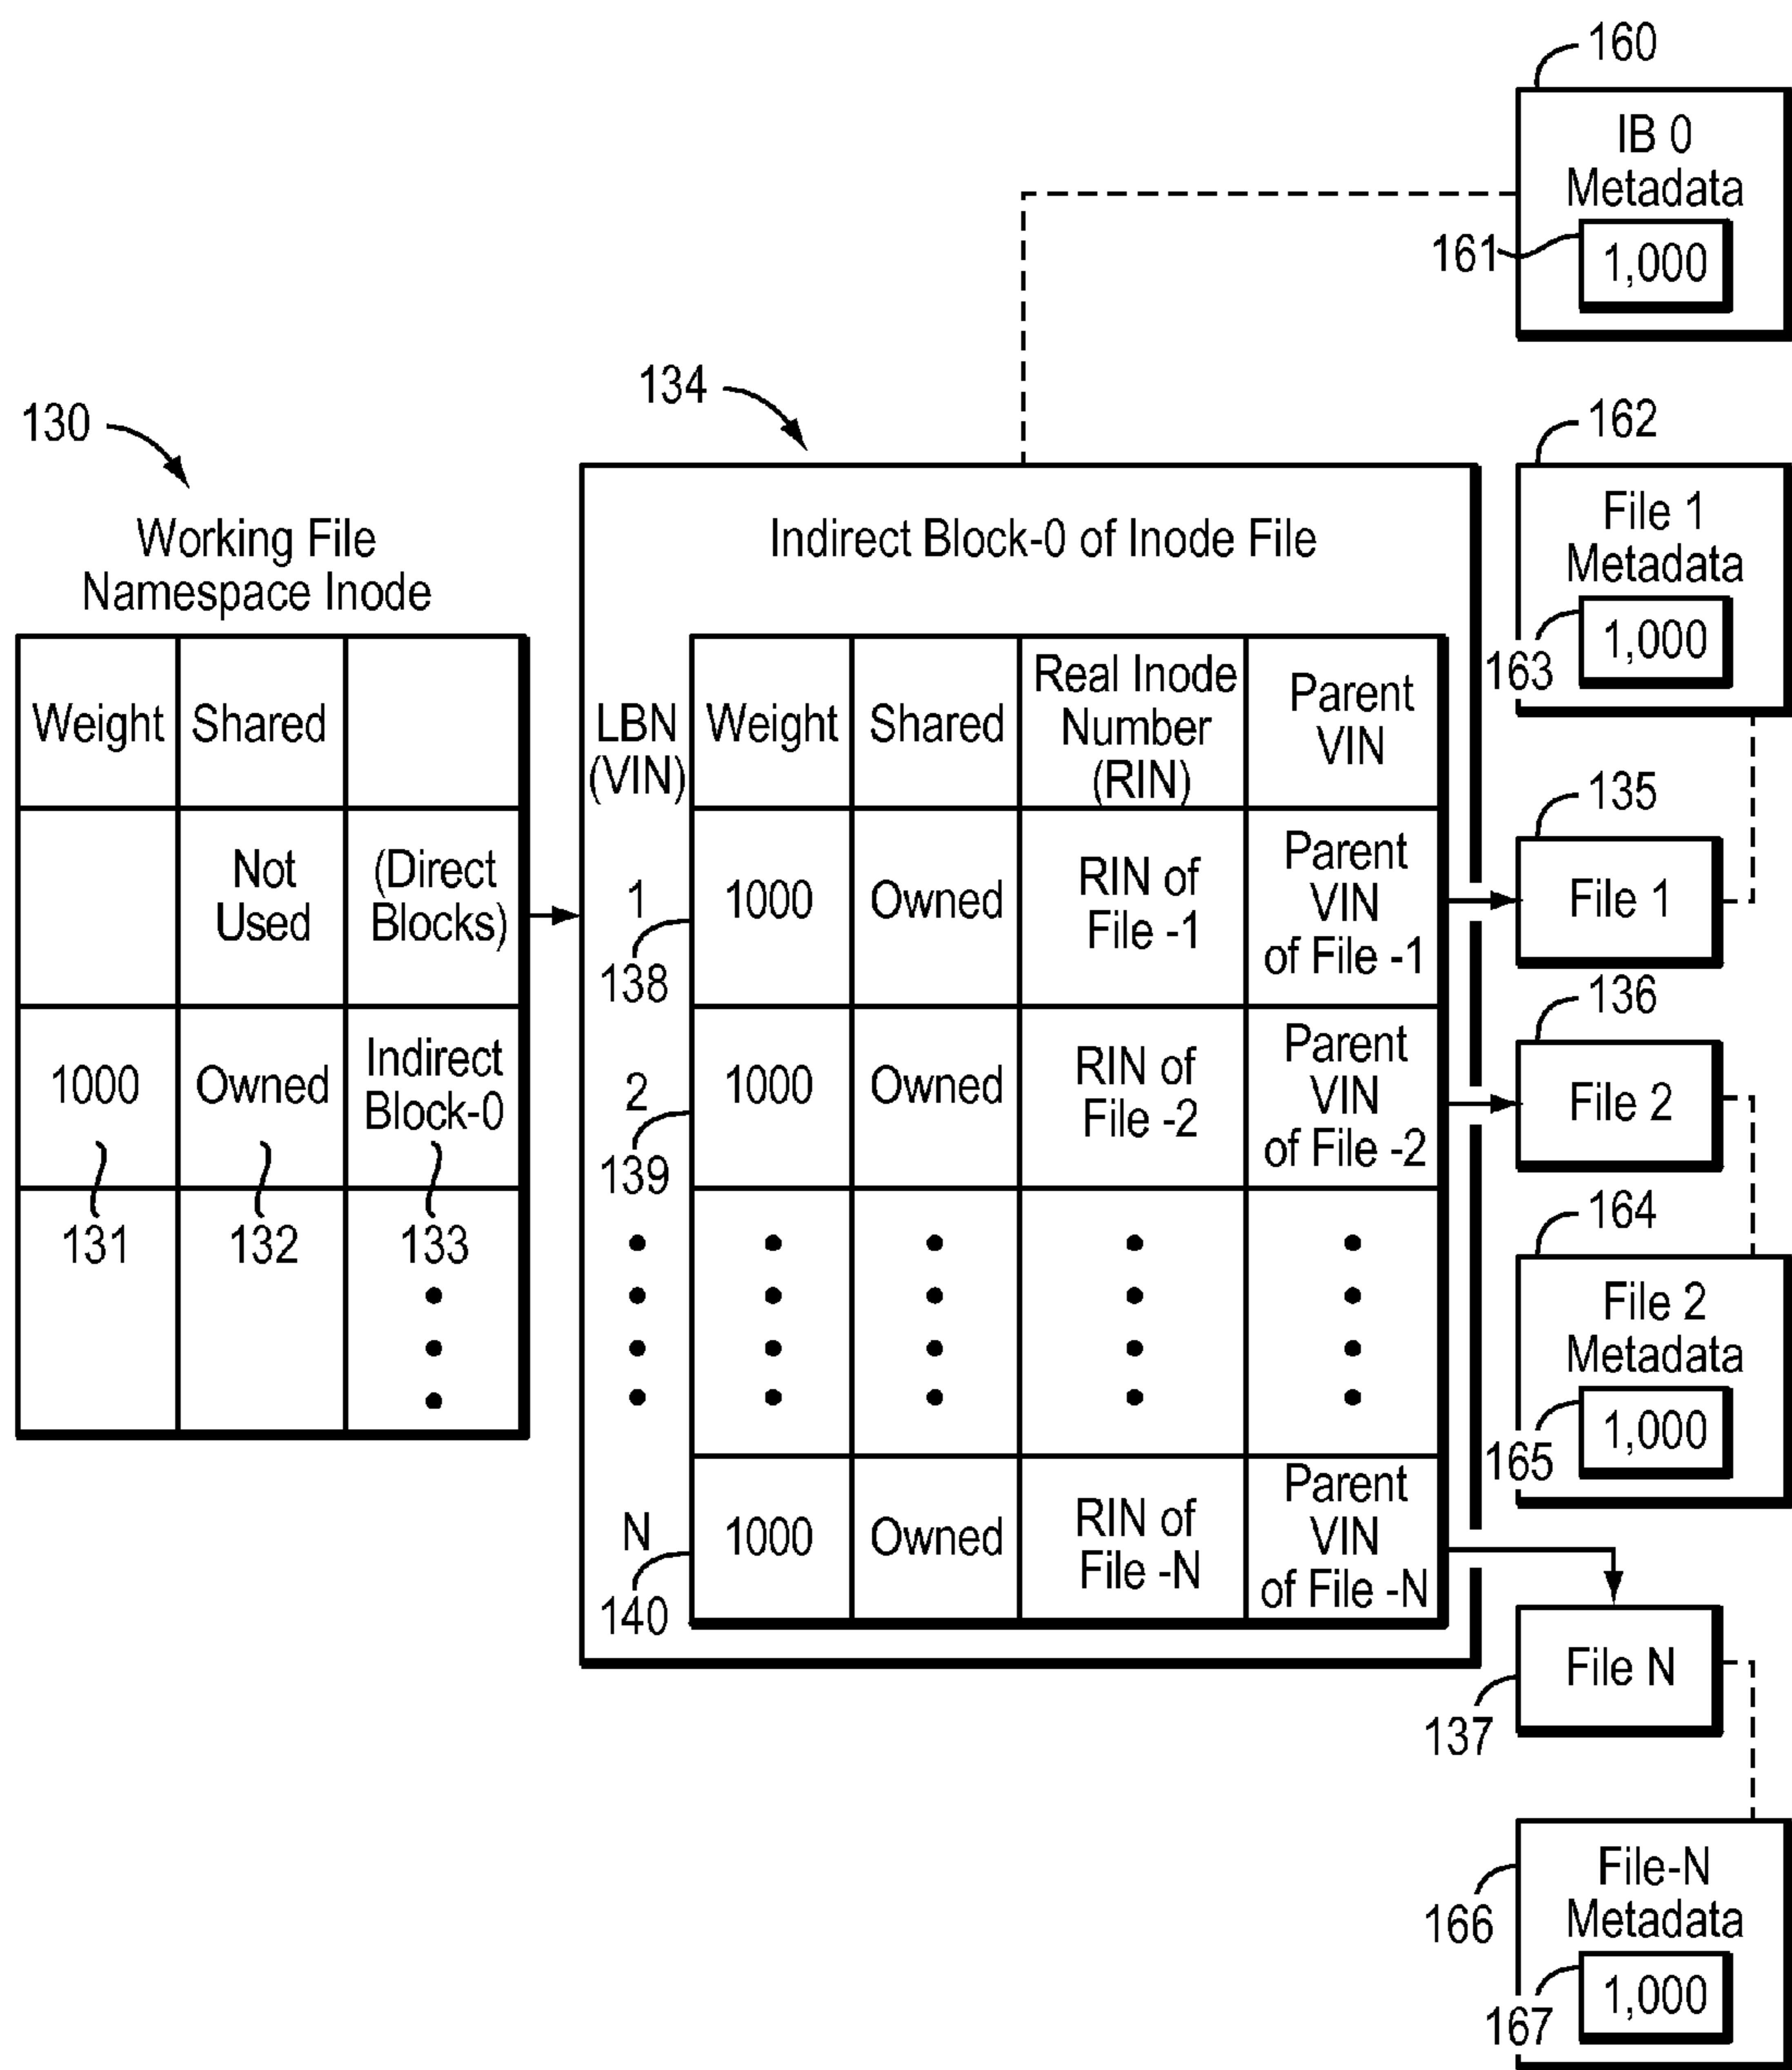 160
IB 0
Metadata
161
1,000
134
130
162
Working File
Namespace Inode
Indirect Block-0 of Inode File
File 1
Metadata
163
1,000
Weight
Shared
LBN
(VIN)
Weight
Shared
Real Inode
Number
(RIN)
Parent
VIN
Not
Used
(Direct
Blocks)
1
138
1000
Owned
RIN of
File -1
Parent
VIN
of File -1
135
File 1
1000
Owned
Indirect
Block-0
131
132
133
2
139
1000
Owned
RIN of
File -2
Parent
VIN
of File -2
136
File 2
164
File 2
Metadata
165
1,000
N
140
1000
Owned
RIN of
File -N
Parent
VIN
of File -N
File N
137
File-N
Metadata
166
1,000
167